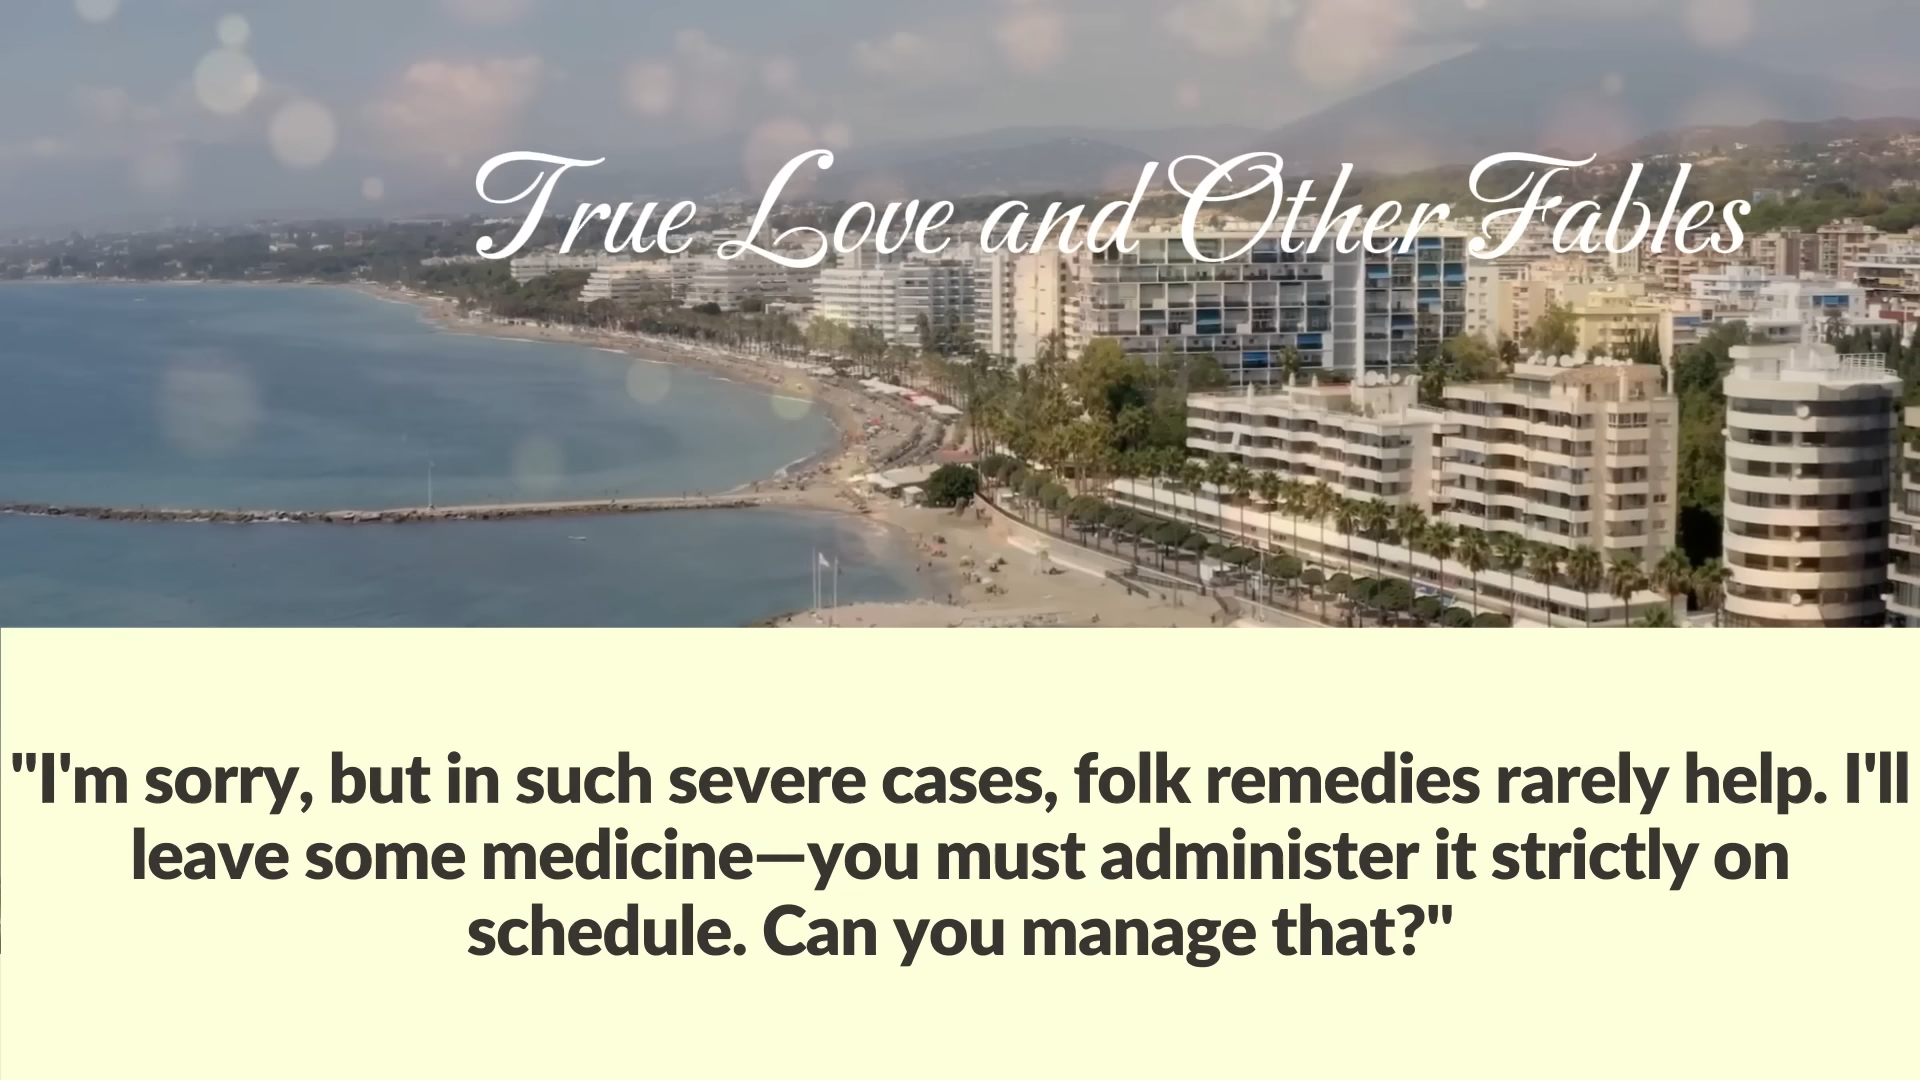 True Love and Other Fables
"I'm sorry, but in such severe cases, folk remedies rarely help. I'll
leave some medicine—you must administer it strictly on
schedule. Can you manage that?"